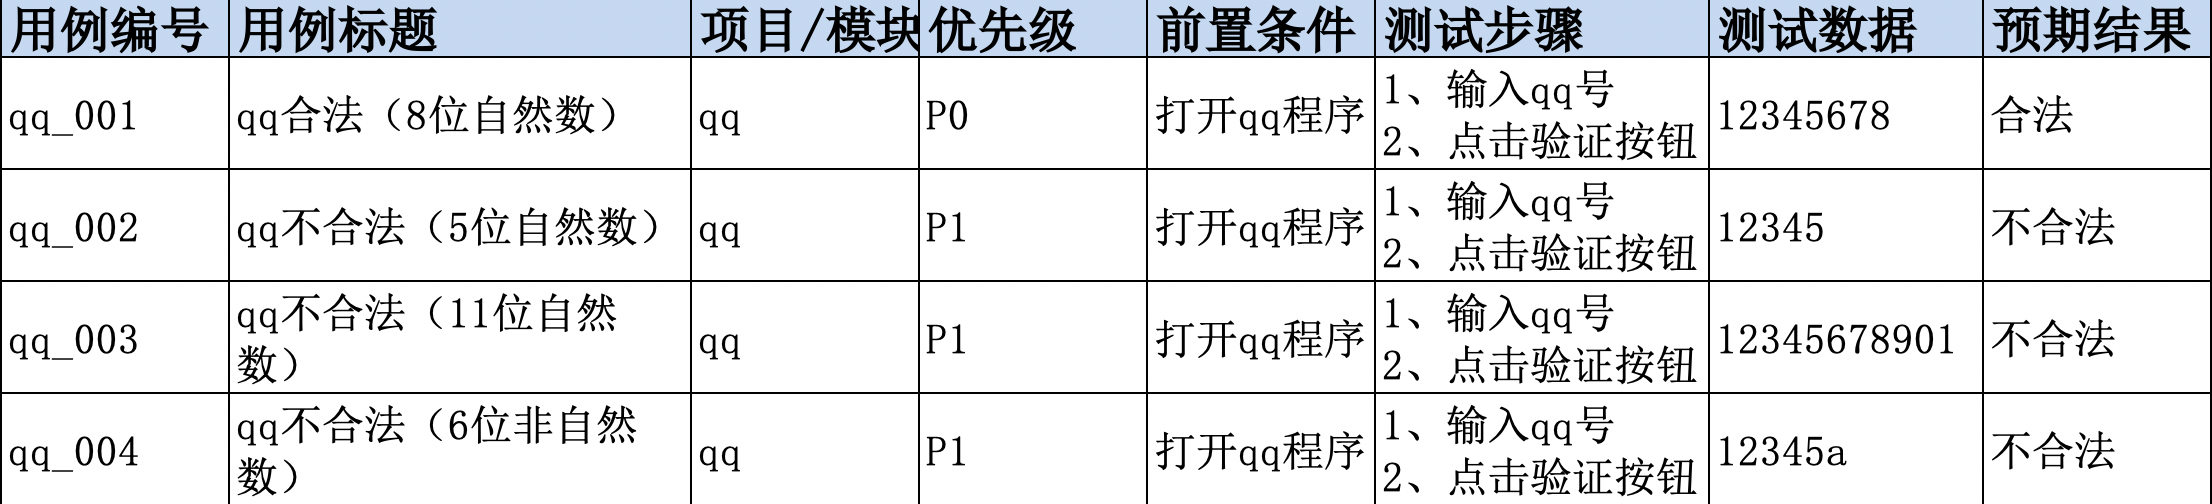 用例编号 用例标题 项目/模块 优先级 前置条件 测试步骤 测试数据 预期结果
qq_001 qq合法（8位自然数） qq P0 打开qq程序 1、输入qq号 12345678 合法
2、点击验证按钮
qq_002 qq不合法（5位自然数） qq P1 打开qq程序 1、输入qq号 12345 不合法
2、点击验证按钮
qq_003 qq不合法（11位自然 qq P1 打开qq程序 1、输入qq号 12345678901 不合法
数） 2、点击验证按钮
qq_004 qq不合法（6位非自然 qq P1 打开qq程序 1、输入qq号 12345a 不合法
数） 2、点击验证按钮